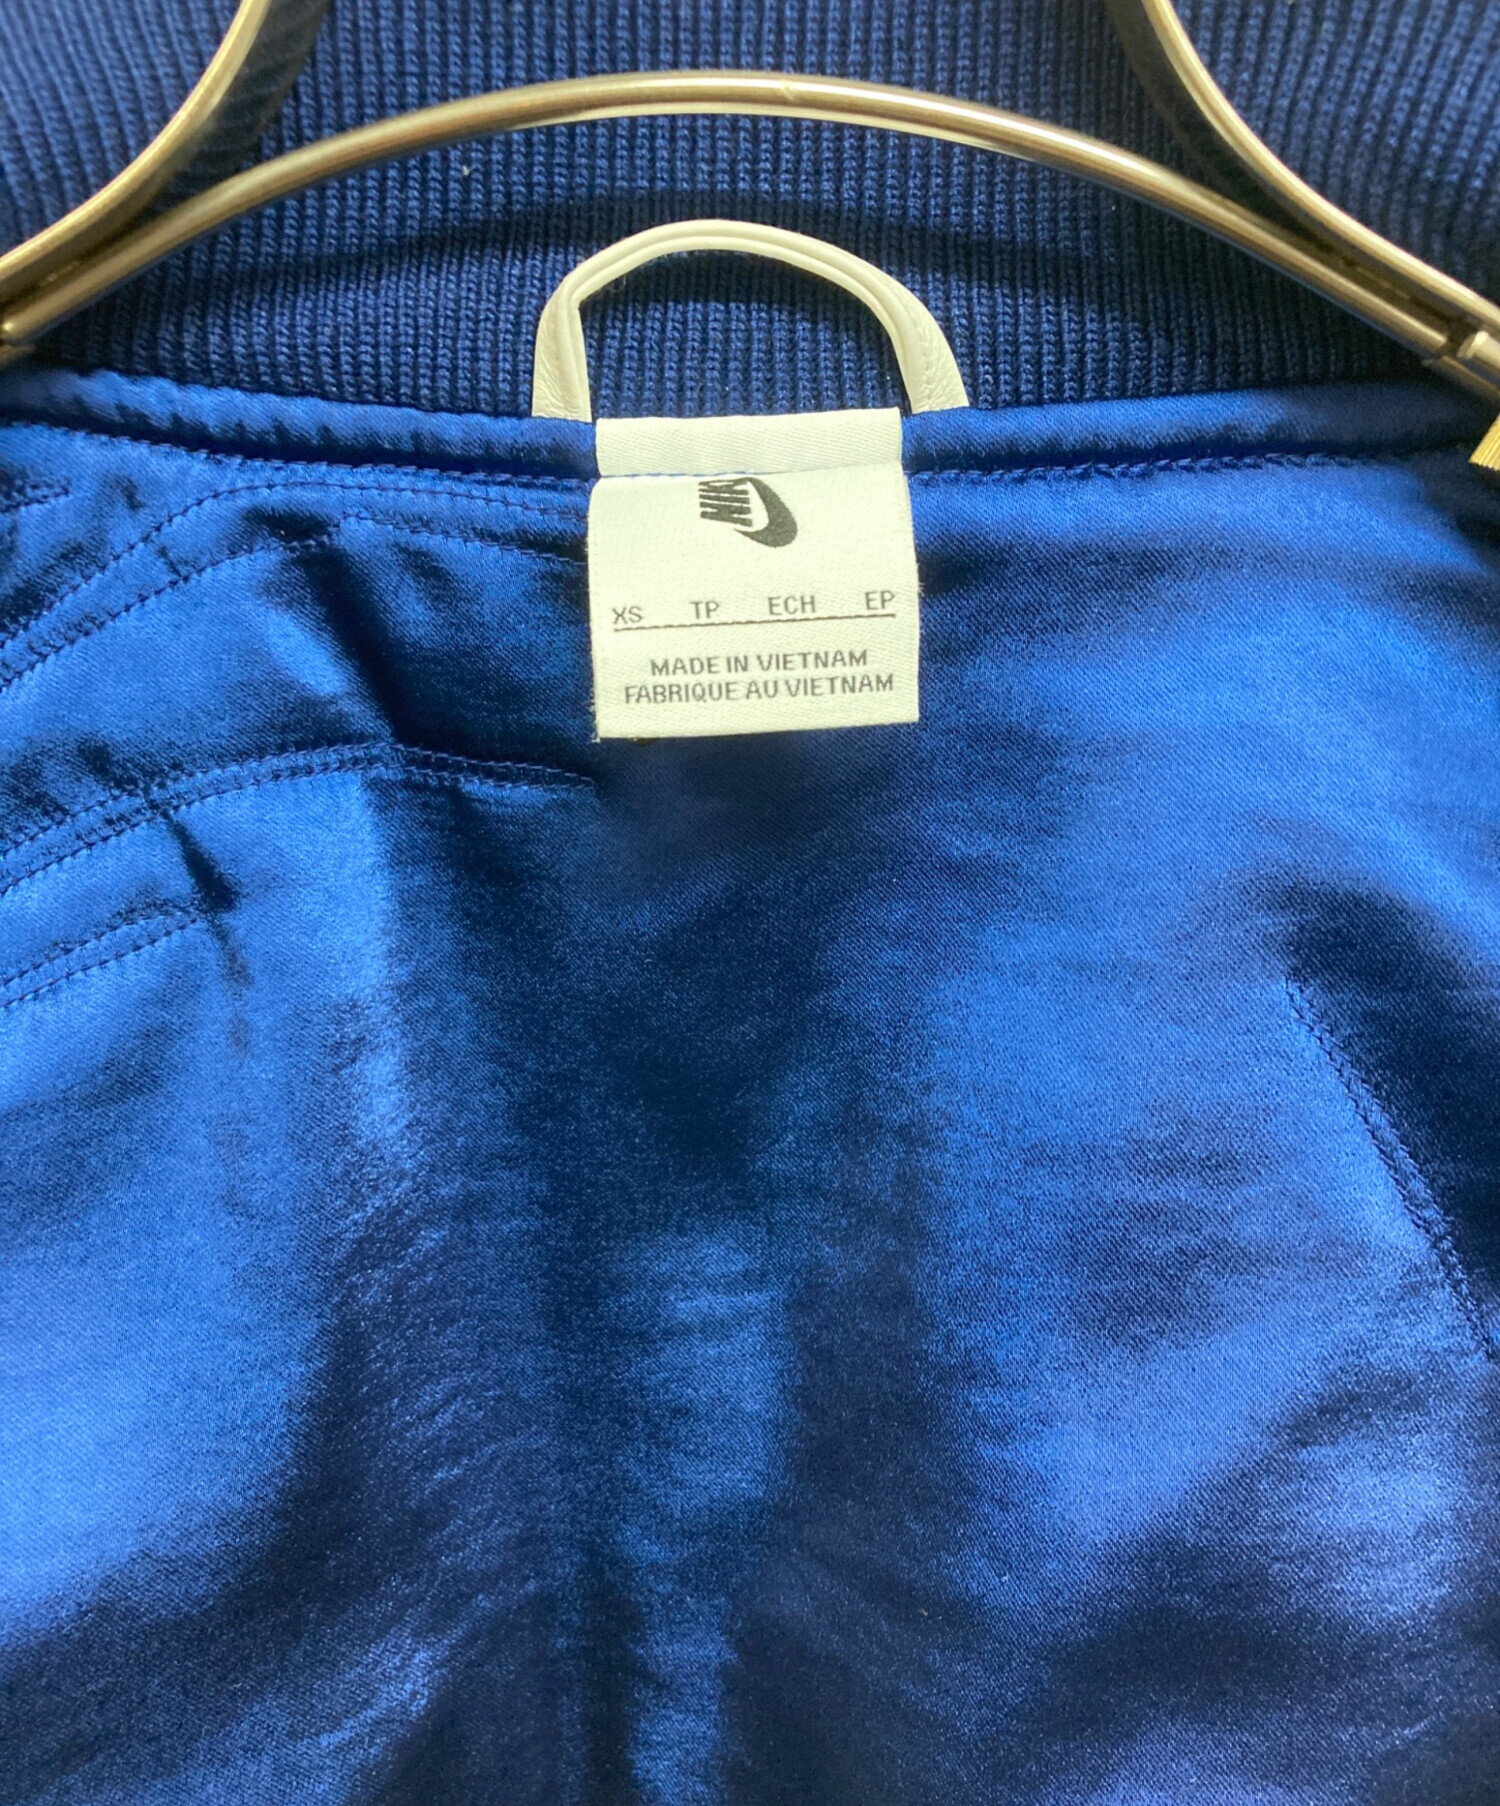 NIKE
XS TP ECH EP
MADE IN VIETNAM
FABRIQUE AU VIETNAM